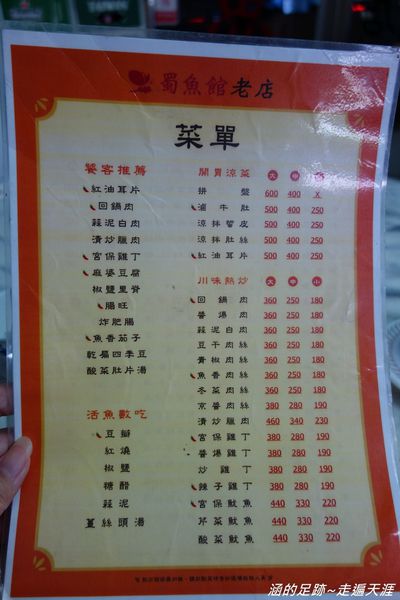 蜀魚館老店
菜單
饕客推薦
紅油耳片
回鍋肉
蒜泥白肉
清炒臘肉
宮保雞丁
麻婆豆腐
椒鹽里脊
腸旺
炸肥腸
魚香茄子
乾扁四季豆
酸菜肚片湯
活魚數吃
豆瓣
紅燒
椒鹽
糖醋
蒜泥
薑絲頭湯
開胃涼菜 大 中 小
拼盤 600 400 X
滷牛肚 500 400 250
涼拌蜇皮 500 400 250
涼拌肚絲 500 400 250
紅油耳片 500 400 250
川味熱炒 大 中 小
回鍋肉 360 250 180
醬爆肉 360 250 180
蒜泥白肉 360 250 180
豆干肉絲 360 250 180
青椒肉絲 360 250 180
魚香肉絲 360 250 180
冬菜肉絲 360 250 180
京醬肉絲 380 280 190
清炒臘肉 460 340 230
宮保雞丁 380 280 190
醬爆雞丁 380 280 190
炒雞丁 380 280 190
辣子雞丁 380 280 190
宮保魷魚 440 330 220
芹菜魷魚 440 330 220
酸菜魷魚 440 330 220
涵的足跡~走遍天涯